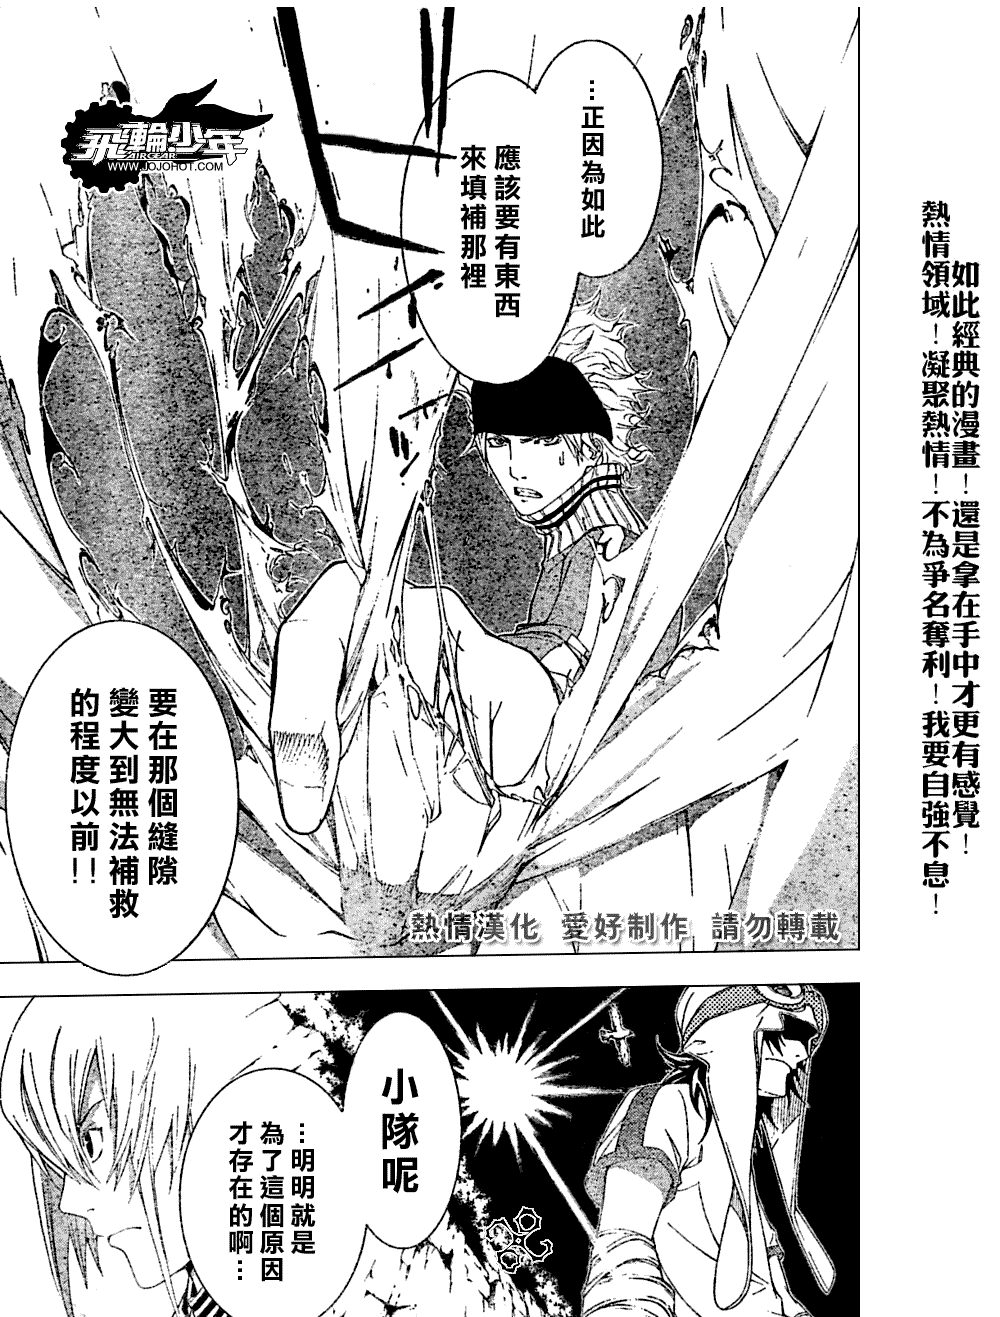 如此經典的漫畫！還是拿在手中才更有感覺！
熱情領域！凝聚熱情！不為爭名奪利！我要自強不息！
飛輪少年
AIRGEAR
WWW.JOJOHOT.COM
…正因為如此
應該要有東西
來填補那裡
要在那個縫隙
變大到無法補救
的程度以前!!
熱情漢化 愛好制作 請勿轉載
小隊呢
…明明就是
為了這個原因
才存在的啊…